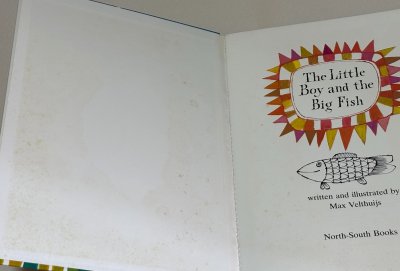 The Little
Boy and the
Big Fish
written and illustrated by
Max Velthuijs
North-South Books